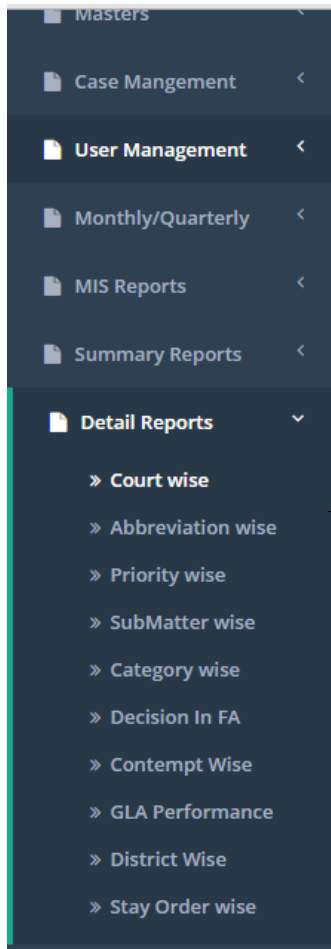 Masters
Case Mangement
User Management
Monthly/Quarterly
MIS Reports
Summary Reports
Detail Reports
» Court wise
» Abbreviation wise
» Priority wise
» SubMatter wise
» Category wise
» Decision In FA
» Contempt Wise
» GLA Performance
» District Wise
» Stay Order wise